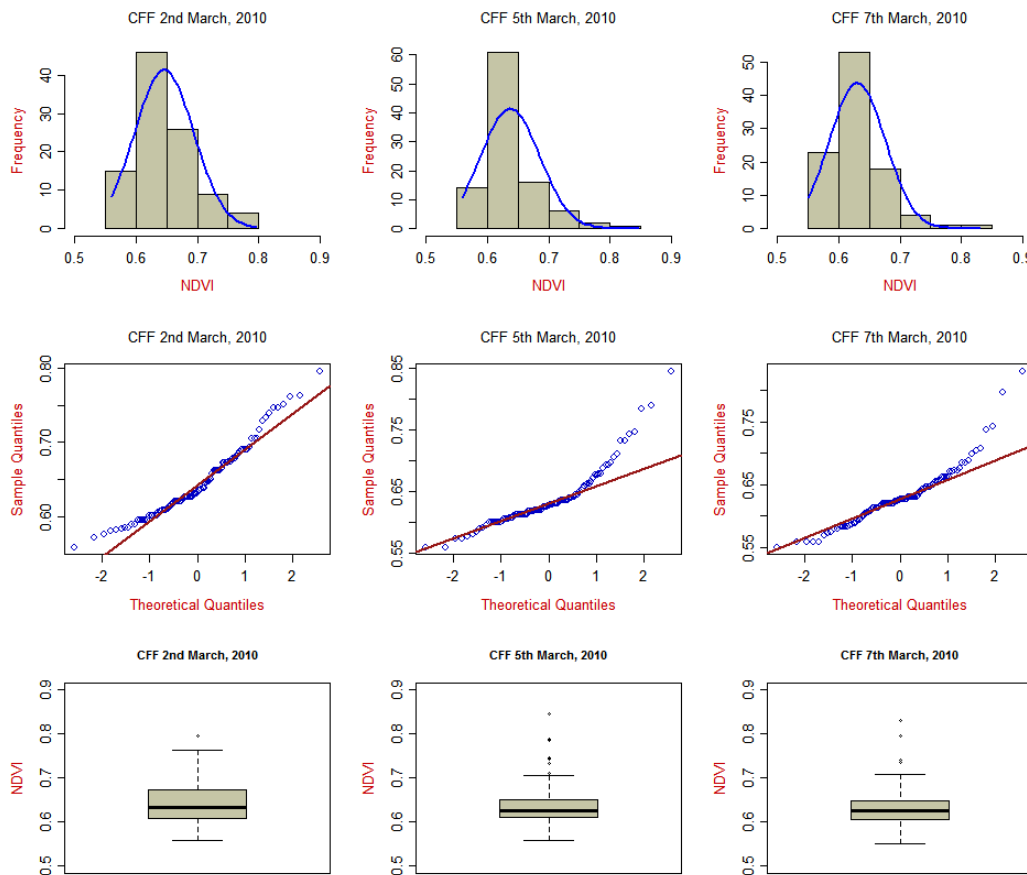 CFF 2nd March, 2010
CFF 5th March, 2010
CFF 7th March, 2010
Frequency
0 10 20 30 40
0.5 0.6 0.7 0.8 0.9
NDVI
Frequency
0 10 20 30 40 50 60
0.5 0.6 0.7 0.8 0.9
NDVI
Frequency
0 10 20 30 40 50
0.5 0.6 0.7 0.8 0.9
NDVI
CFF 2nd March, 2010
CFF 5th March, 2010
CFF 7th March, 2010
Sample Quantiles
0.60 0.70 0.80
-2 -1 0 1 2
Theoretical Quantiles
Sample Quantiles
0.55 0.65 0.75 0.85
-2 -1 0 1 2
Theoretical Quantiles
Sample Quantiles
0.55 0.65 0.75
-2 -1 0 1 2
Theoretical Quantiles
CFF 2nd March, 2010
CFF 5th March, 2010
CFF 7th March, 2010
NDVI
0.5 0.6 0.7 0.8 0.9
NDVI
0.5 0.6 0.7 0.8 0.9
NDVI
0.5 0.6 0.7 0.8 0.9